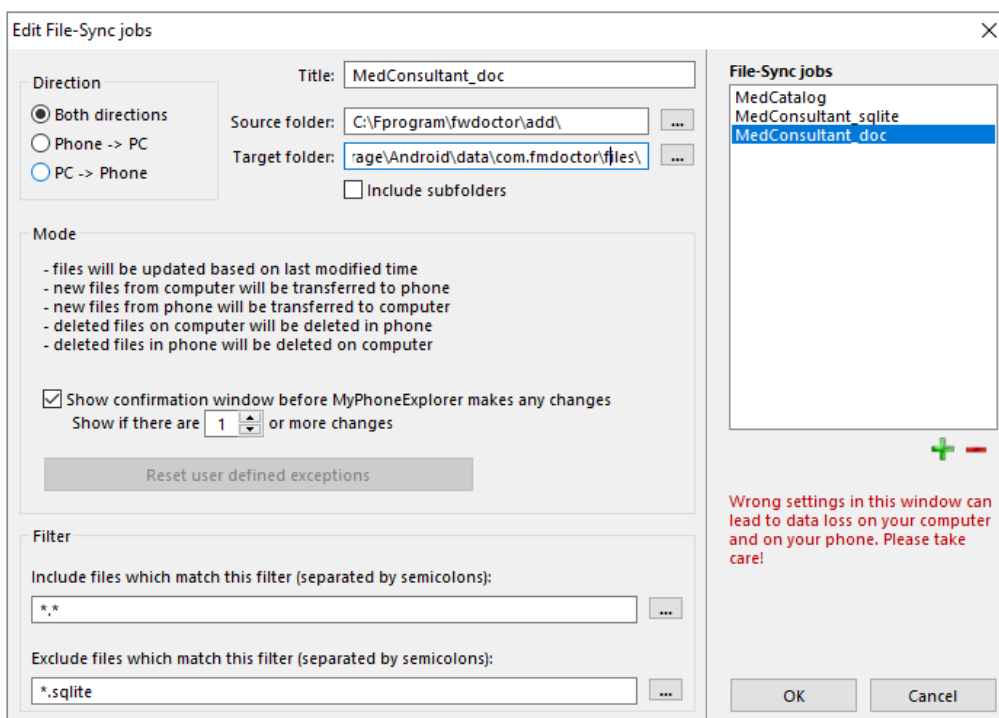 Edit File-Sync jobs
Direction
Both directions
Phone -> PC
PC -> Phone
Title: MedConsultant_doc
Source folder: C:\Fprogram\fwdoctor\add\ ...
Target folder: rage\Android\data\com.fmdoctor\files\ ...
Include subfolders
Mode
- files will be updated based on last modified time
- new files from computer will be transferred to phone
- new files from phone will be transferred to computer
- deleted files on computer will be deleted in phone
- deleted files in phone will be deleted on computer
Show confirmation window before MyPhoneExplorer makes any changes
Show if there are 1 or more changes
Reset user defined exceptions
Filter
Include files which match this filter (separated by semicolons):
*.* ...
Exclude files which match this filter (separated by semicolons):
*.sqlite ...
File-Sync jobs
MedCatalog
MedConsultant_sqlite
MedConsultant_doc
Wrong settings in this window can
lead to data loss on your computer
and on your phone. Please take
care!
OK Cancel